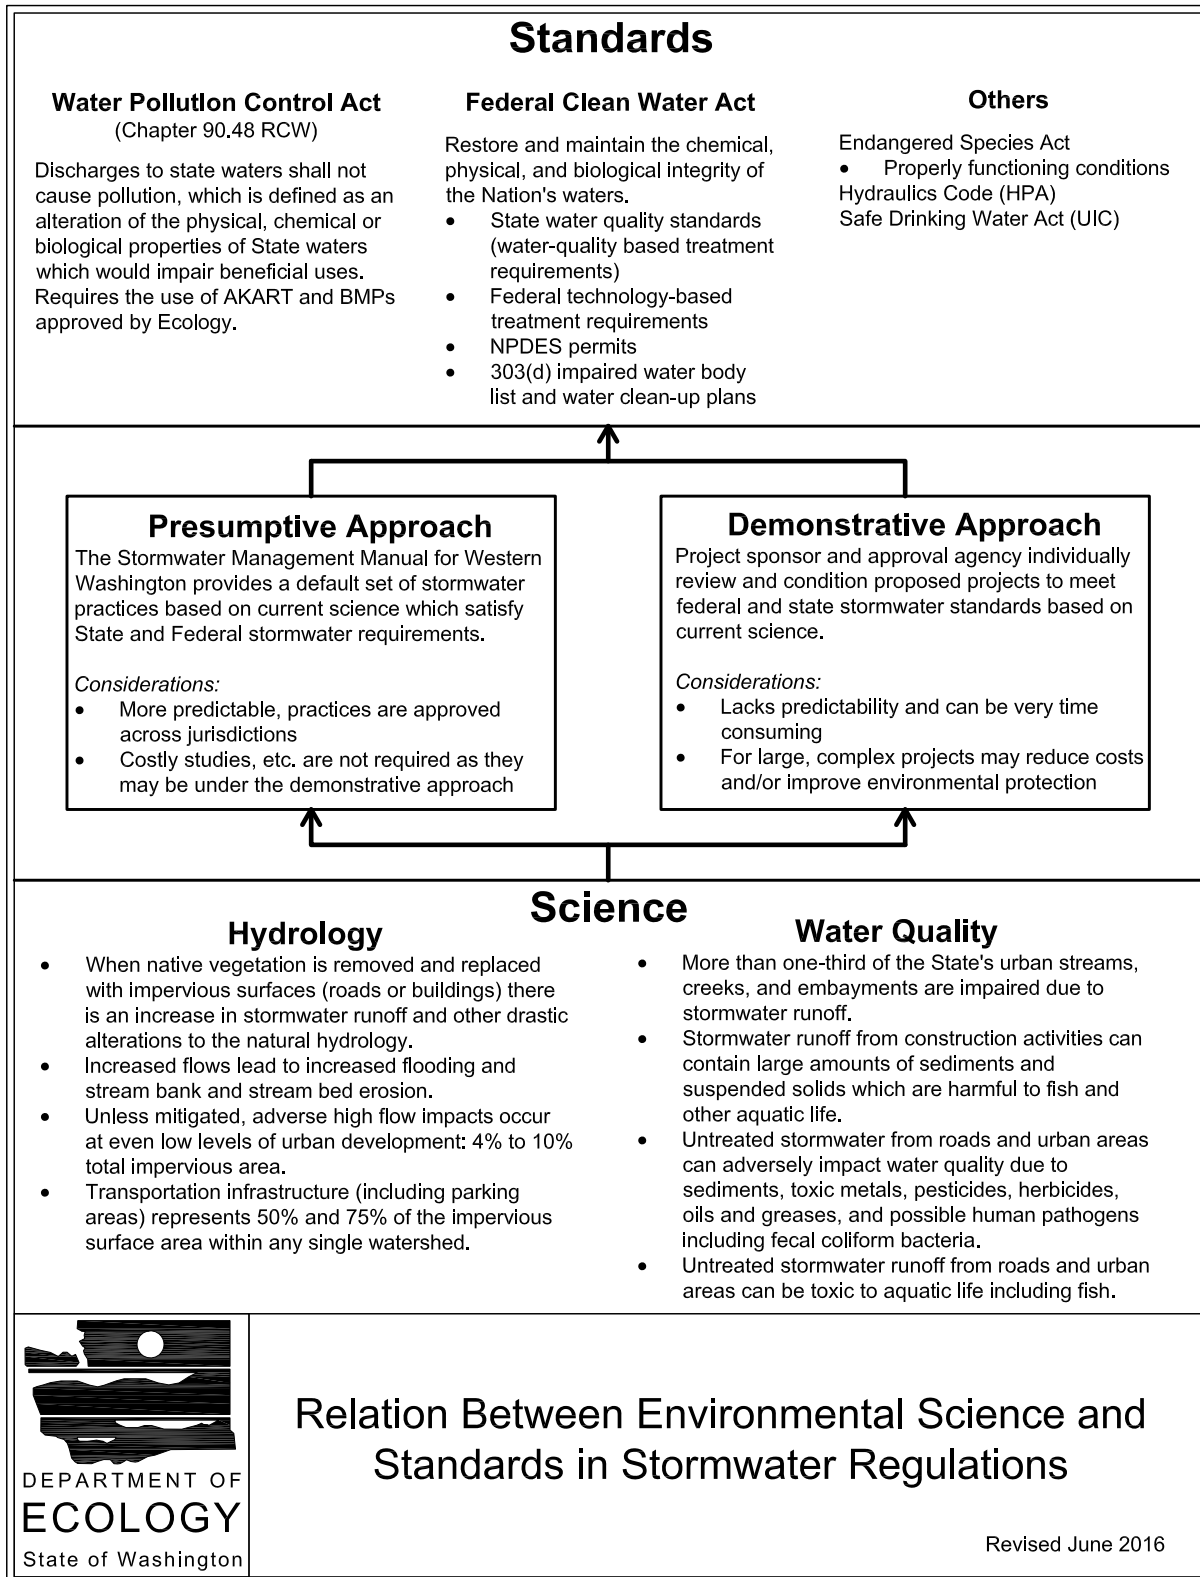 Standards
Water Pollution Control Act
(Chapter 90.48 RCW)
Discharges to state waters shall not
cause pollution, which is defined as an
alteration of the physical, chemical or
biological properties of State waters
which would impair beneficial uses.
Requires the use of AKART and BMPs
approved by Ecology.
Federal Clean Water Act
Restore and maintain the chemical,
physical, and biological integrity of
the Nation's waters.
• State water quality standards
(water-quality based treatment
requirements)
• Federal technology-based
treatment requirements
• NPDES permits
• 303(d) impaired water body
list and water clean-up plans
Others
Endangered Species Act
• Properly functioning conditions
Hydraulics Code (HPA)
Safe Drinking Water Act (UIC)
Presumptive Approach
The Stormwater Management Manual for Western
Washington provides a default set of stormwater
practices based on current science which satisfy
State and Federal stormwater requirements.
Considerations:
• More predictable, practices are approved
across jurisdictions
• Costly studies, etc. are not required as they
may be under the demonstrative approach
Demonstrative Approach
Project sponsor and approval agency individually
review and condition proposed projects to meet
federal and state stormwater standards based on
current science.
Considerations:
• Lacks predictability and can be very time
consuming
• For large, complex projects may reduce costs
and/or improve environmental protection
Science
Hydrology
• When native vegetation is removed and replaced
with impervious surfaces (roads or buildings) there
is an increase in stormwater runoff and other drastic
alterations to the natural hydrology.
• Increased flows lead to increased flooding and
stream bank and stream bed erosion.
• Unless mitigated, adverse high flow impacts occur
at even low levels of urban development: 4% to 10%
total impervious area.
• Transportation infrastructure (including parking
areas) represents 50% and 75% of the impervious
surface area within any single watershed.
Water Quality
• More than one-third of the State's urban streams,
creeks, and embayments are impaired due to
stormwater runoff.
• Stormwater runoff from construction activities can
contain large amounts of sediments and
suspended solids which are harmful to fish and
other aquatic life.
• Untreated stormwater from roads and urban areas
can adversely impact water quality due to
sediments, toxic metals, pesticides, herbicides,
oils and greases, and possible human pathogens
including fecal coliform bacteria.
• Untreated stormwater runoff from roads and urban
areas can be toxic to aquatic life including fish.
DEPARTMENT OF
ECOLOGY
State of Washington
Relation Between Environmental Science and
Standards in Stormwater Regulations
Revised June 2016